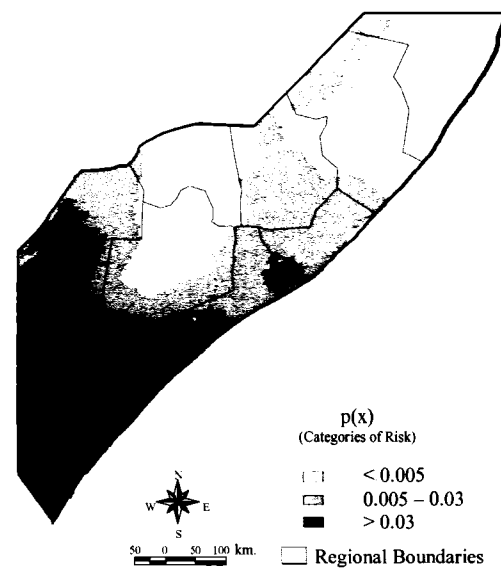 p(x)
(Categories of Risk)
< 0.005
0.005 – 0.03
> 0.03
Regional Boundaries
N
W E
S
50 0 50 100 km.